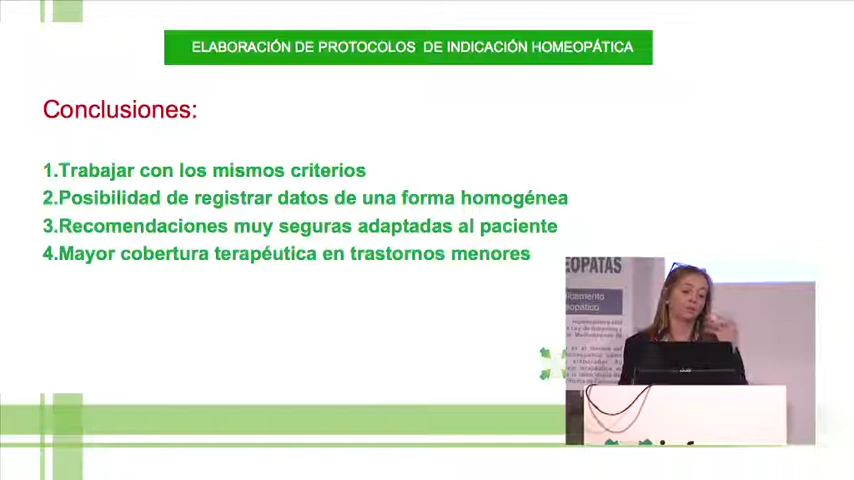 ELABORACIÓN DE PROTOCOLOS DE INDICACIÓN HOMEOPÁTICA
Conclusiones:
1.Trabajar con los mismos criterios
2.Posibilidad de registrar datos de una forma homogénea
3.Recomendaciones muy seguras adaptadas al paciente
4.Mayor cobertura terapéutica en trastornos menores
EOPATAS